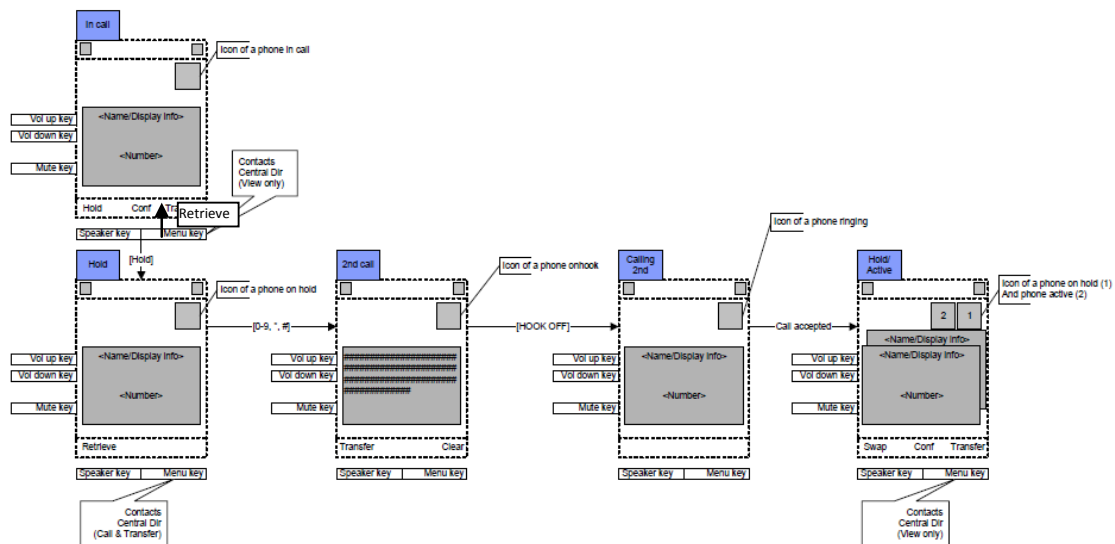 In call
Icon of a phone in call
Vol up key
Vol down key
Mute key
<Name/Display info>
<Number>
Contacts
Central Dir
(View only)
Hold Conf Tra
Retrieve
Speaker key Menu key
[Hold]
Hold
Icon of a phone on hold
[0-9, *, #]
Vol up key
Vol down key
Mute key
<Name/Display info>
<Number>
Retrieve
Speaker key Menu key
Contacts
Central Dir
(Call & Transfer)
2nd call
Icon of a phone onhook
[HOOK OFF]
Vol up key
Vol down key
Mute key
########################
########################
########################
##############
Transfer Clear
Speaker key Menu key
Calling
2nd
Icon of a phone ringing
Call accepted
Vol up key
Vol down key
Mute key
<Name/Display info>
<Number>
Speaker key Menu key
Hold/
Active
Icon of a phone on hold (1)
And phone active (2)
2 1
Vol up key
Vol down key
Mute key
<Name/Display info>
<Name/Display info>
<Number>
Swap Conf Transfer
Speaker key Menu key
Contacts
Central Dir
(View only)